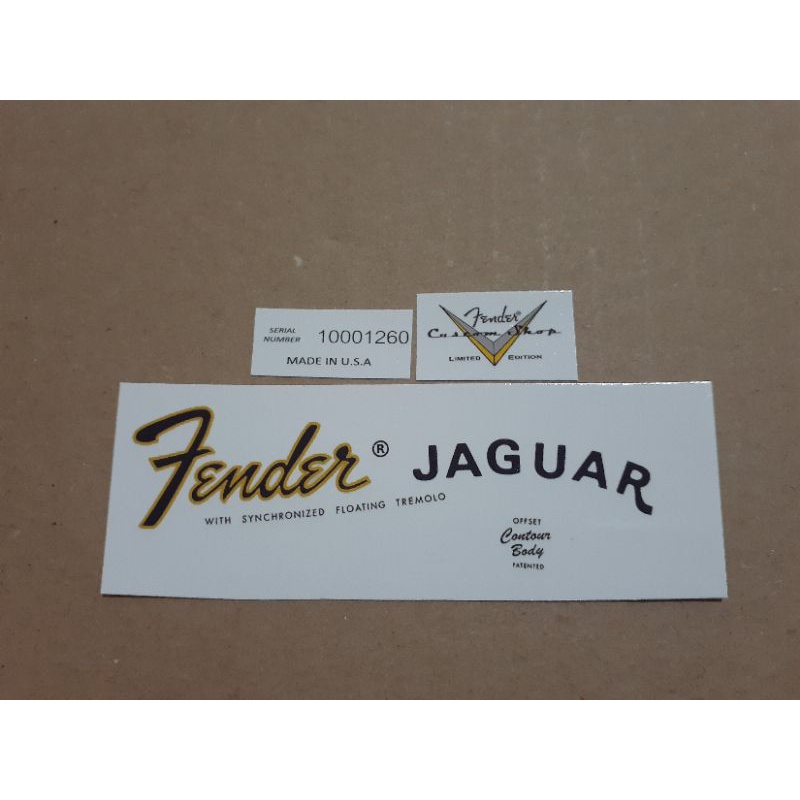 SERIAL NUMBER 10001260
MADE IN U.S.A
Fender®
Custom Shop
LIMITED EDITION
Fender® JAGUAR
WITH SYNCHRONIZED FLOATING TREMOLO
OFFSET
Contour
Body
PATENTED